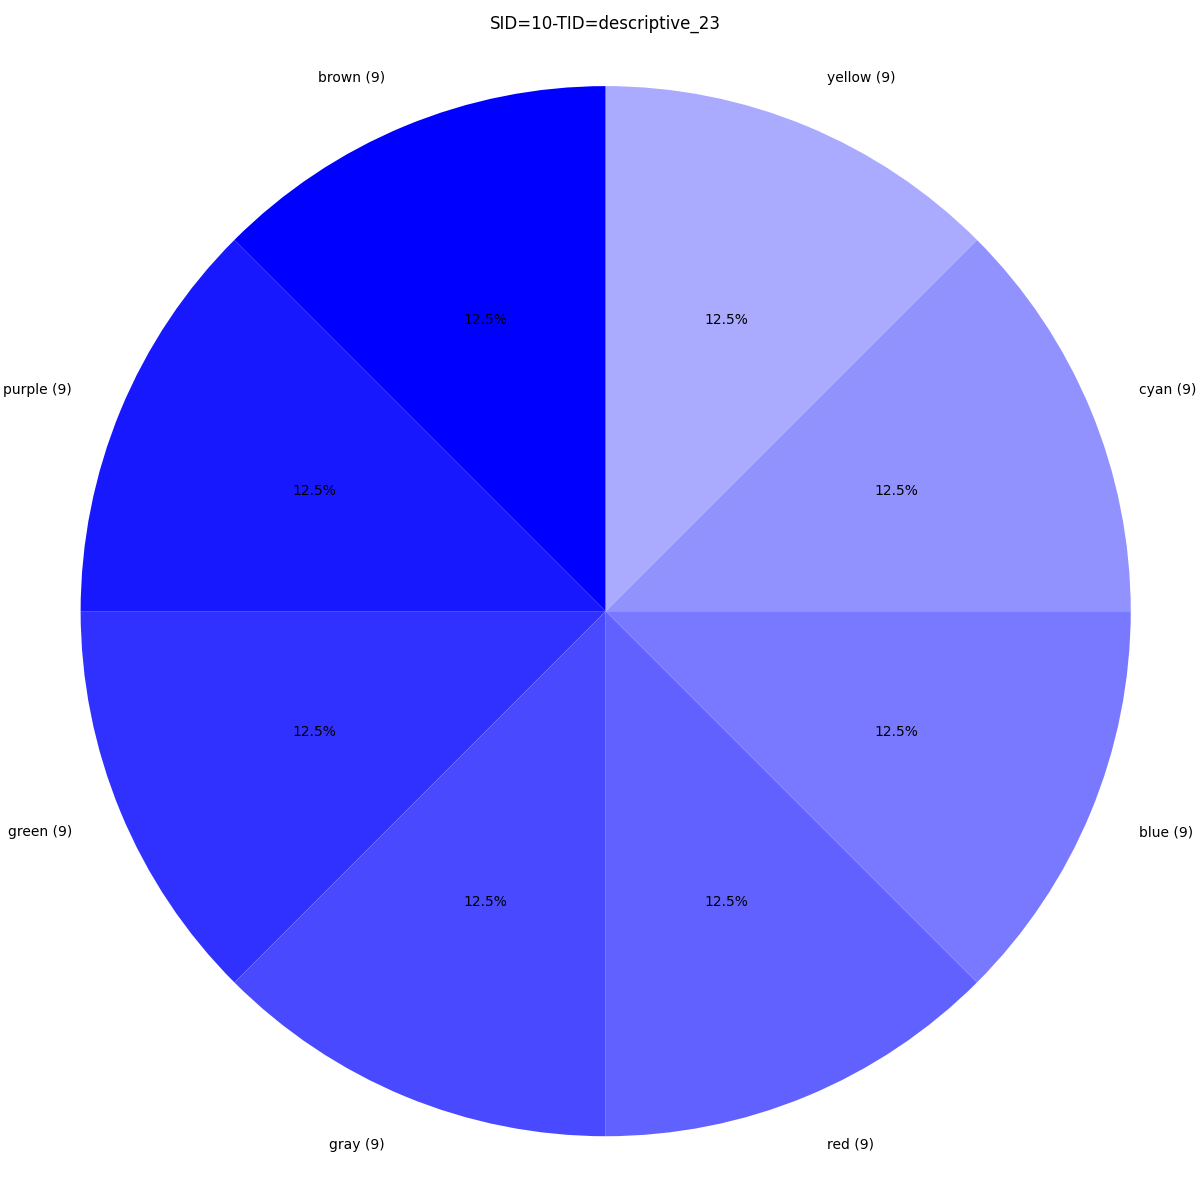 SID=10-TID=descriptive_23
brown (9)
yellow (9)
12.5%
12.5%
purple (9)
cyan (9)
12.5%
12.5%
12.5%
12.5%
green (9)
blue (9)
12.5%
12.5%
gray (9)
red (9)